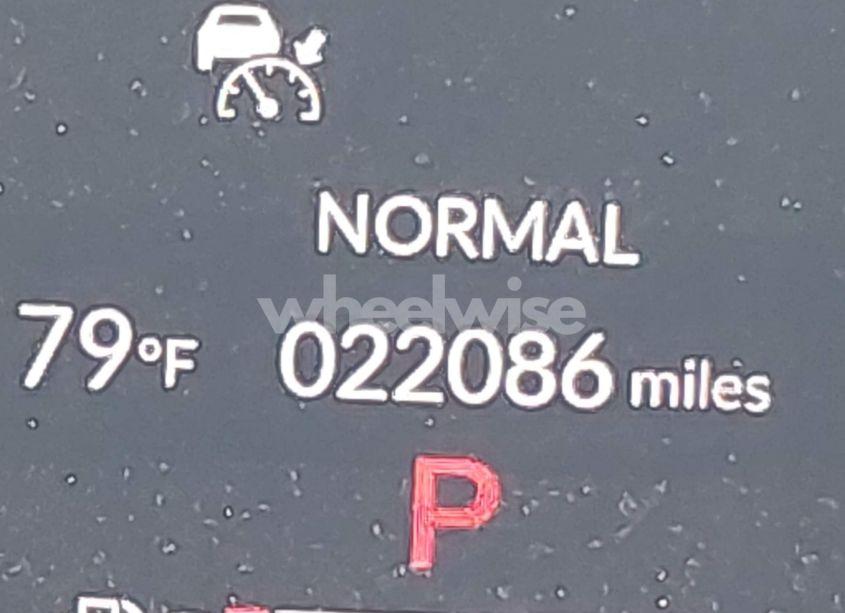 NORMAL
wheelwise
79°F 022086 miles
P